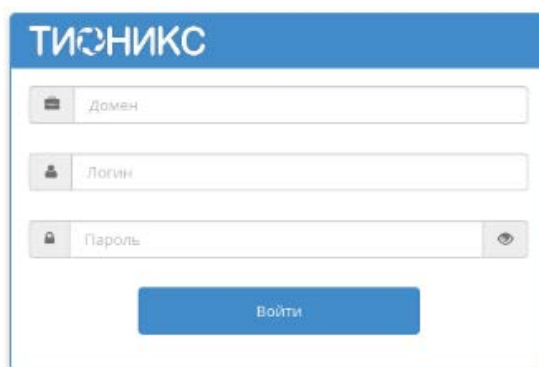 ТИОНИКС
Домен
Логин
Пароль
Войти